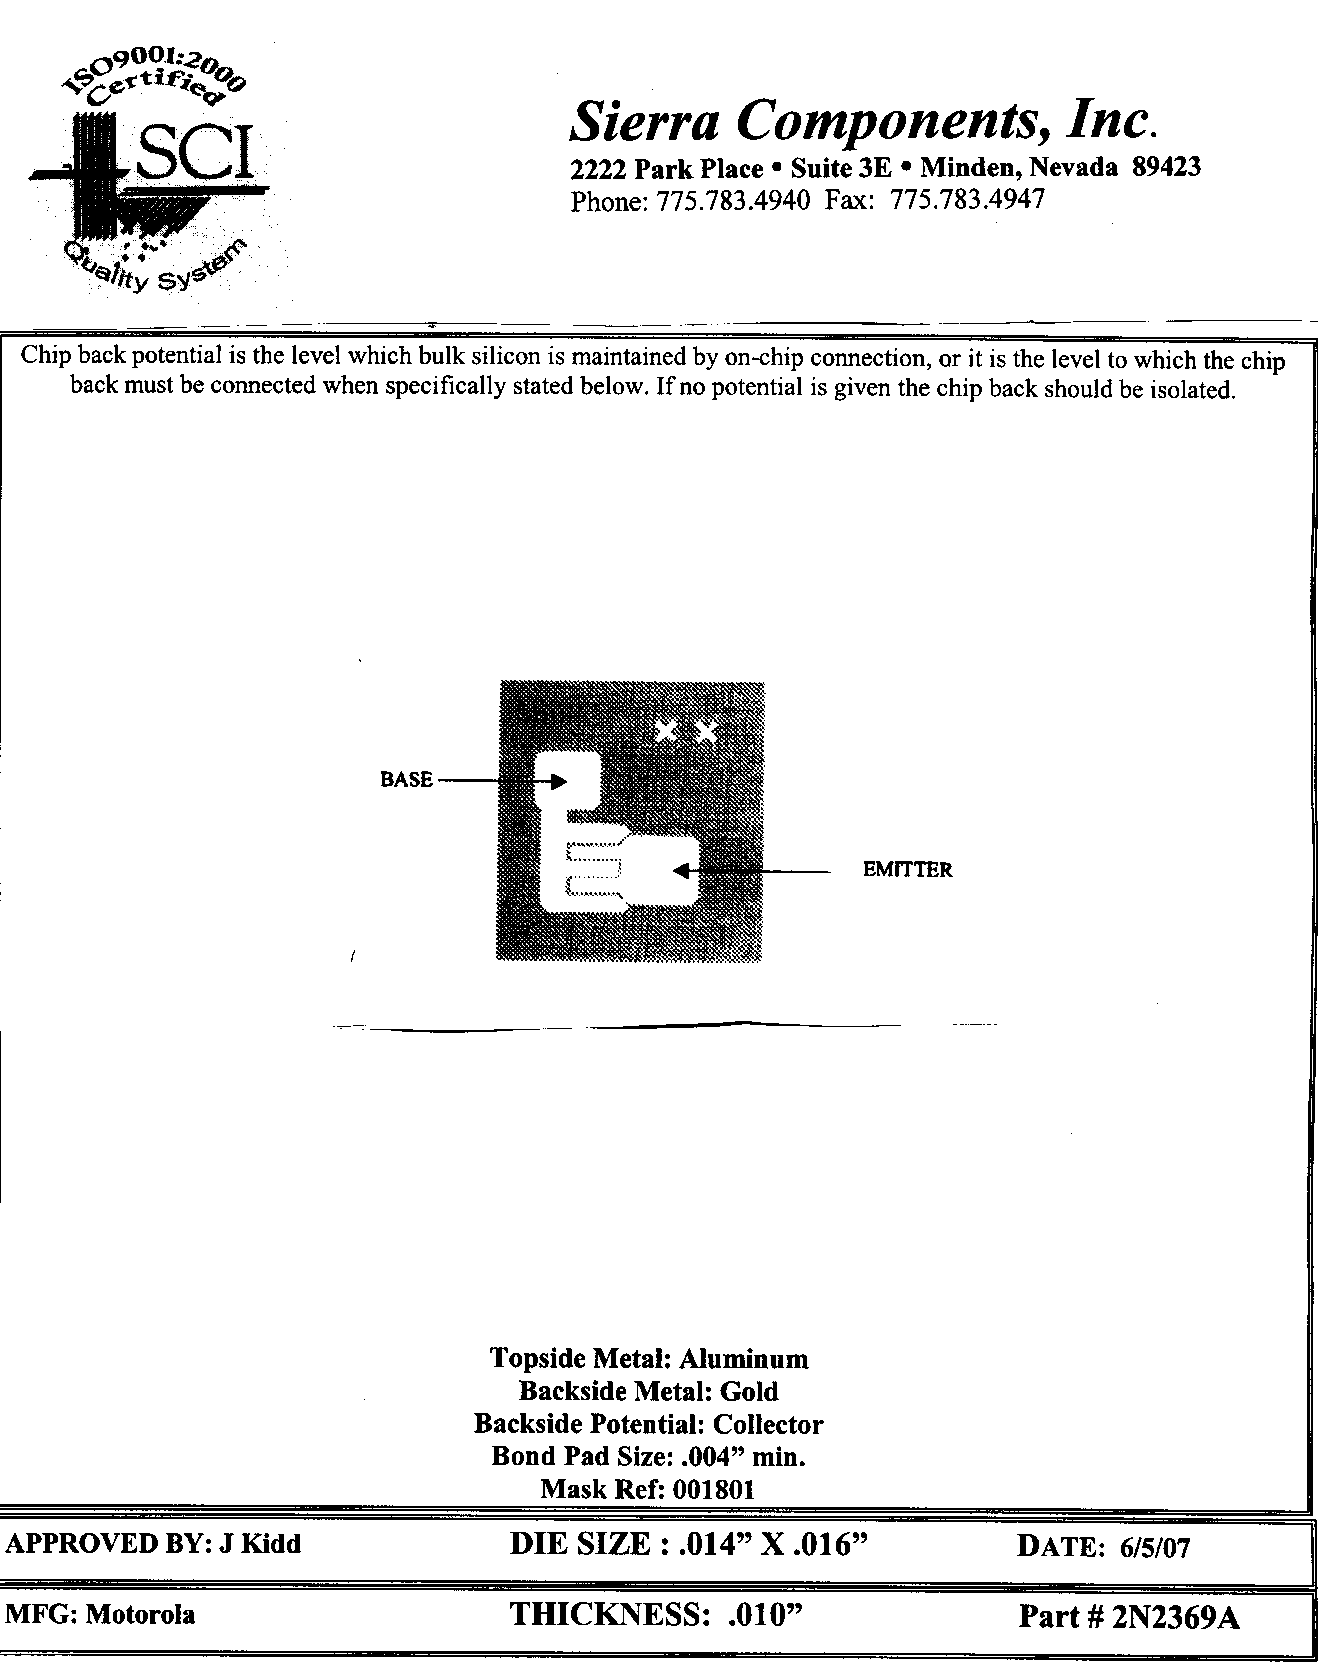 ISO9001:2000
Certified
SCI
Quality System
Sierra Components, Inc.
2222 Park Place • Suite 3E • Minden, Nevada 89423
Phone: 775.783.4940 Fax: 775.783.4947
Chip back potential is the level which bulk silicon is maintained by on-chip connection, or it is the level to which the chip
back must be connected when specifically stated below. If no potential is given the chip back should be isolated.
BASE
EMITTER
Topside Metal: Aluminum
Backside Metal: Gold
Backside Potential: Collector
Bond Pad Size: .004” min.
Mask Ref: 001801
APPROVED BY: J Kidd DIE SIZE : .014” X .016” DATE: 6/5/07
MFG: Motorola THICKNESS: .010” Part # 2N2369A